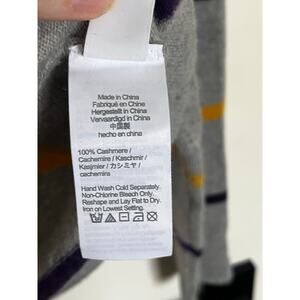 Made in China
Fabriqué en China
Hergestellt in China
Vervaardigd in China
中国製
hecho en china
100% Cashmere /
Cachemire / Kaschmir /
Kasjmier / カシミヤ /
cachemira
Hand Wash Cold Separately.
Non-Chlorine Bleach Only.
Reshape and Lay Flat to Dry.
Iron on Lowest Setting.